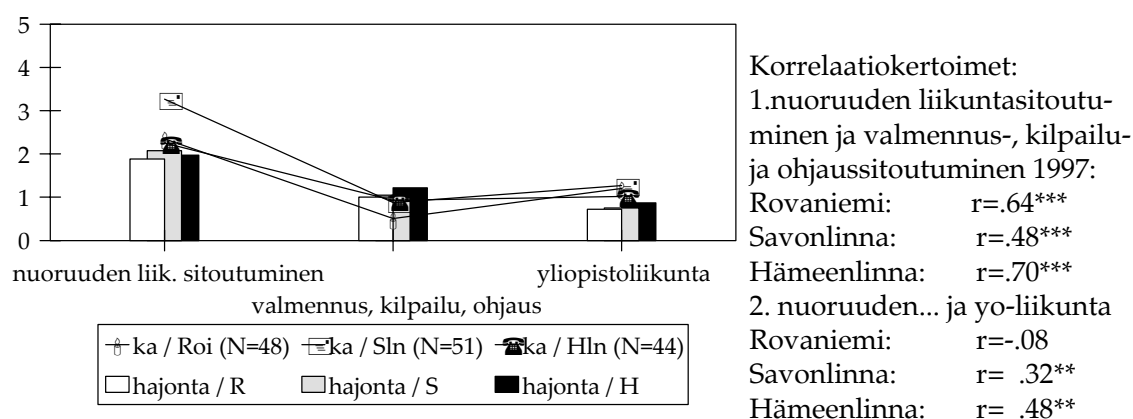 5
4
3
2
1
0
nuoruuden liik. sitoutuminen
valmennus, kilpailu, ohjaus
yliopistoliikunta
ka / Roi (N=48) ka / Sln (N=51) ka / Hln (N=44)
hajonta / R hajonta / S hajonta / H
Korrelaatiokertoimet:
1.nuoruuden liikuntasitoutu-
minen ja valmennus-, kilpailu-
ja ohjaussitoutuminen 1997:
Rovaniemi: r=.64***
Savonlinna: r=.48***
Hämeenlinna: r=.70***
2. nuoruuden... ja yo-liikunta
Rovaniemi: r=-.08
Savonlinna: r= .32**
Hämeenlinna: r= .48**